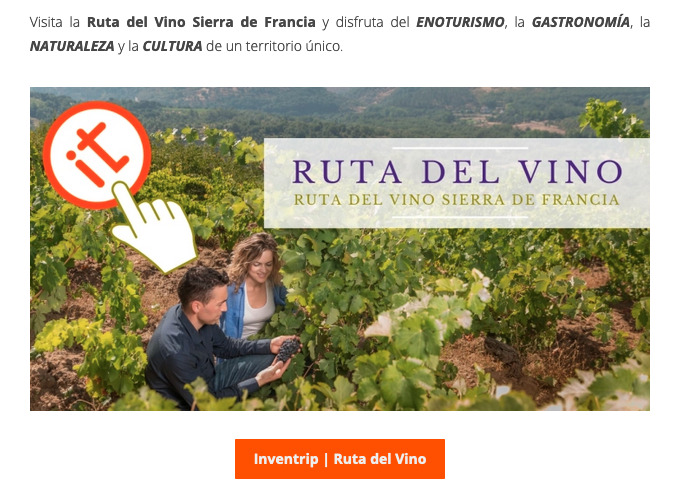 Visita la Ruta del Vino Sierra de Francia y disfruta del ENOTURISMO, la GASTRONOMÍA, la
NATURALEZA y la CULTURA de un territorio único.
it
RUTA DEL VINO
RUTA DEL VINO SIERRA DE FRANCIA
Inventrip | Ruta del Vino